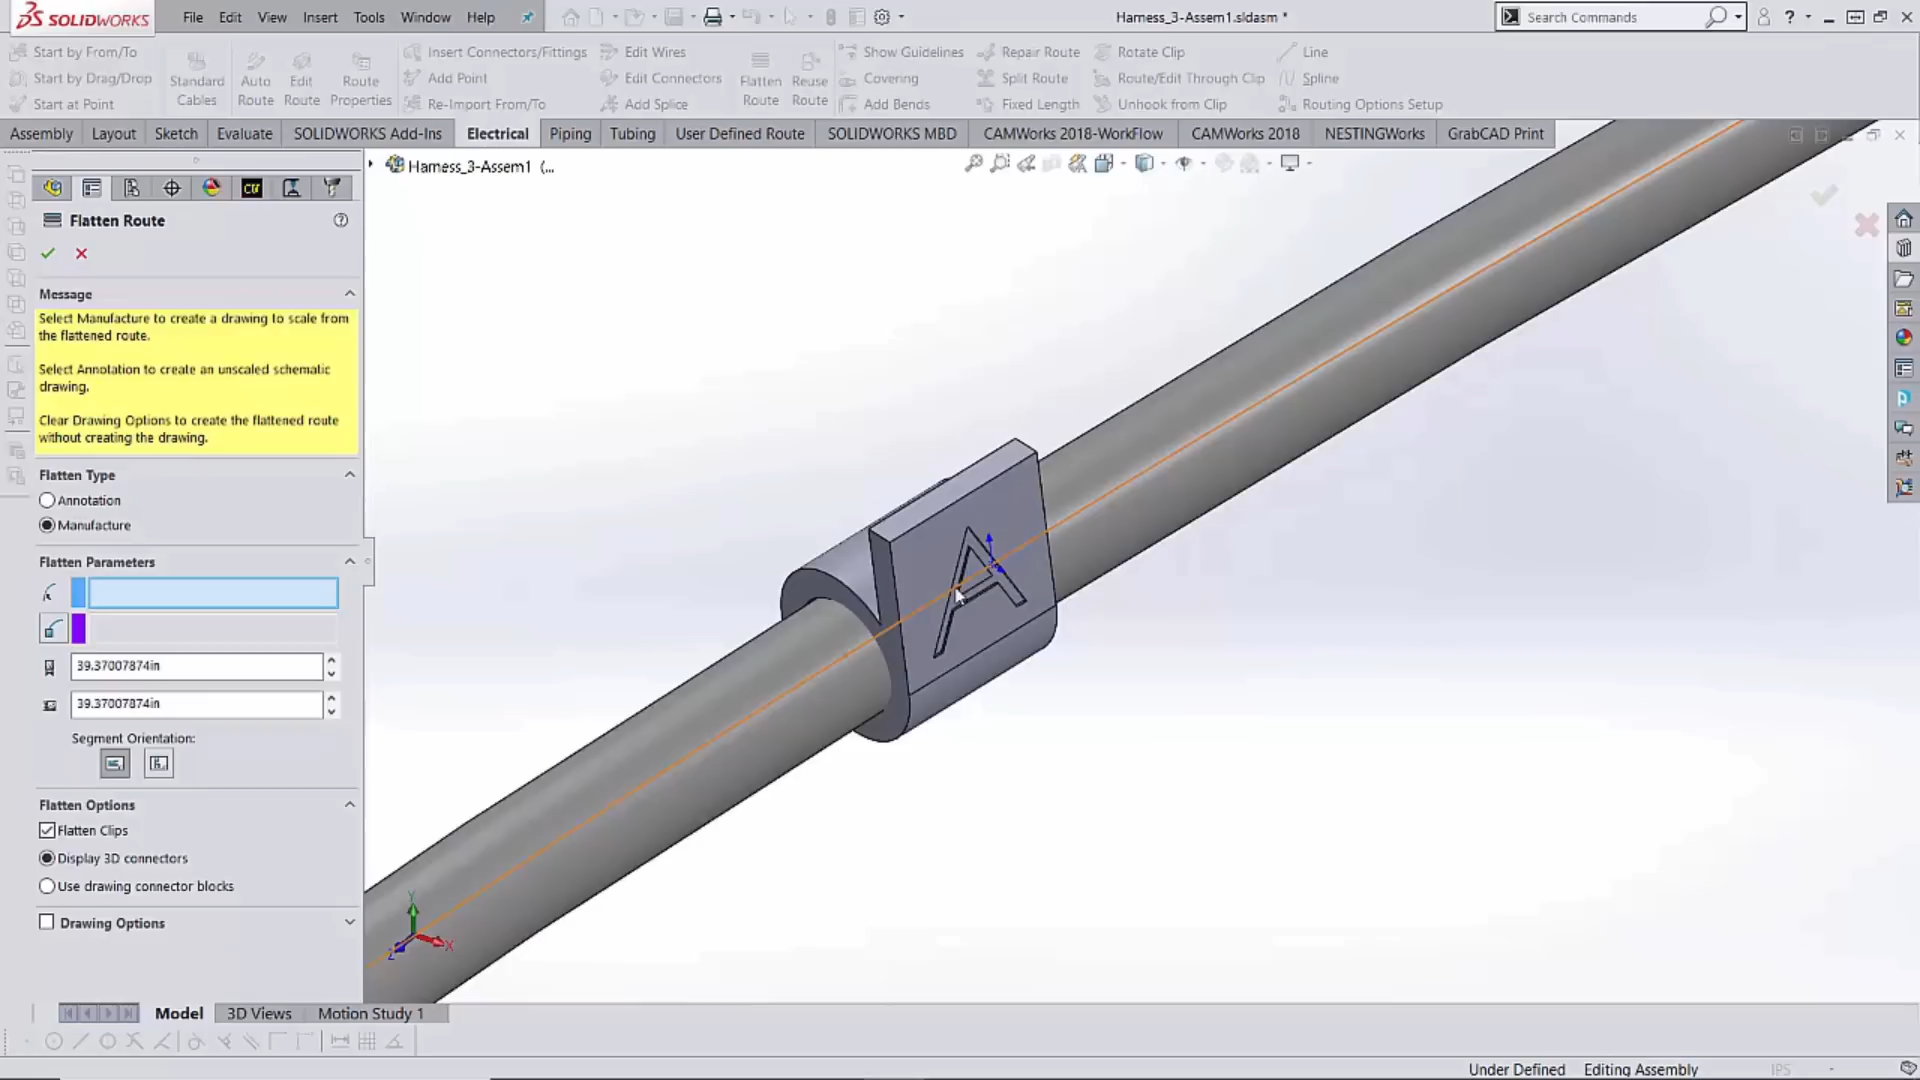 SOLIDWORKS File Edit View Insert Tools Window Help Harness_3-Assem1.sldasm * Search Commands ?
Start by From/To Insert Connectors/Fittings Edit Wires Show Guidelines Repair Route Rotate Clip Line
Start by Drag/Drop Standard Cables Auto Route Edit Route Route Properties Add Point Edit Connectors Flatten Route Reuse Route Covering Split Route Route/Edit Through Clip Spline
Start at Point Re-Import From/To Add Splice Add Bends Fixed Length Unhook from Clip Routing Options Setup
Assembly Layout Sketch Evaluate SOLIDWORKS Add-Ins Electrical Piping Tubing User Defined Route SOLIDWORKS MBD CAMWorks 2018-WorkFlow CAMWorks 2018 NESTINGWorks GrabCAD Print
Harness_3-Assem1 (...
Flatten Route
Message
Select Manufacture to create a drawing to scale from
the flattened route.
Select Annotation to create an unscaled schematic
drawing.
Clear Drawing Options to create the flattened route
without creating the drawing.
Flatten Type
Annotation
Manufacture
Flatten Parameters
39.37007874in
39.37007874in
Segment Orientation:
Flatten Options
Flatten Clips
Display 3D connectors
Use drawing connector blocks
Drawing Options
A
Y
X
Z
Model 3D Views Motion Study 1
Under Defined Editing Assembly IPS